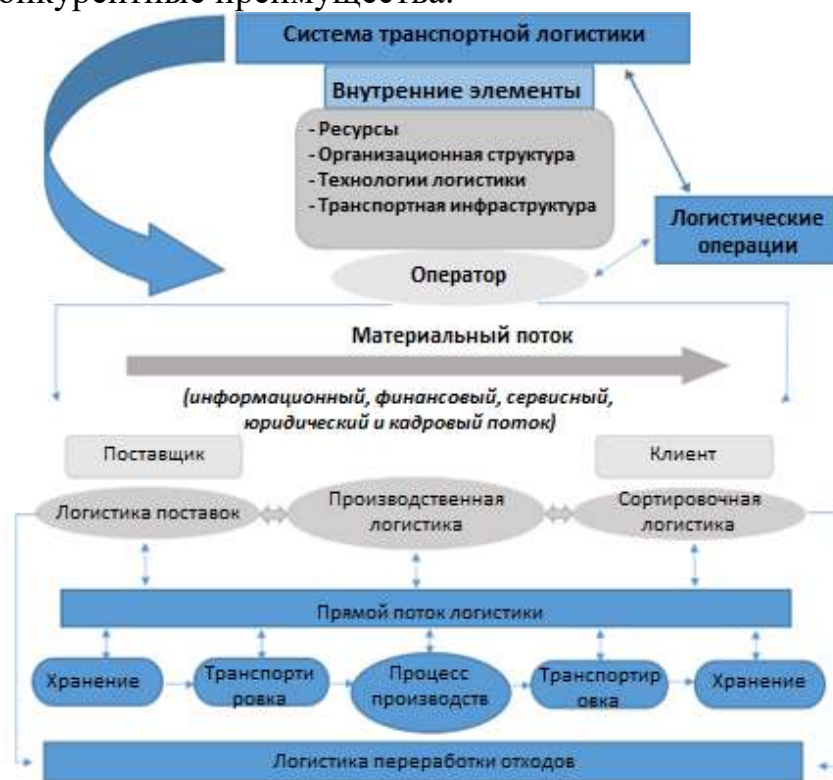 онкурентные преимущества.
Система транспортной логистики
Внутренние элементы
- Ресурсы
- Организационная структура
- Технологии логистики
- Транспортная инфраструктура
Логистические
операции
Оператор
Материальный поток
(информационный, финансовый, сервисный,
юридический и кадровый поток)
Поставщик
Клиент
Логистика поставок
Производственная
логистика
Сортировочная
логистика
Прямой поток логистики
Хранение
Транспорти
ровка
Процесс
производств
Транспортир
овка
Хранение
Логистика переработки отходов